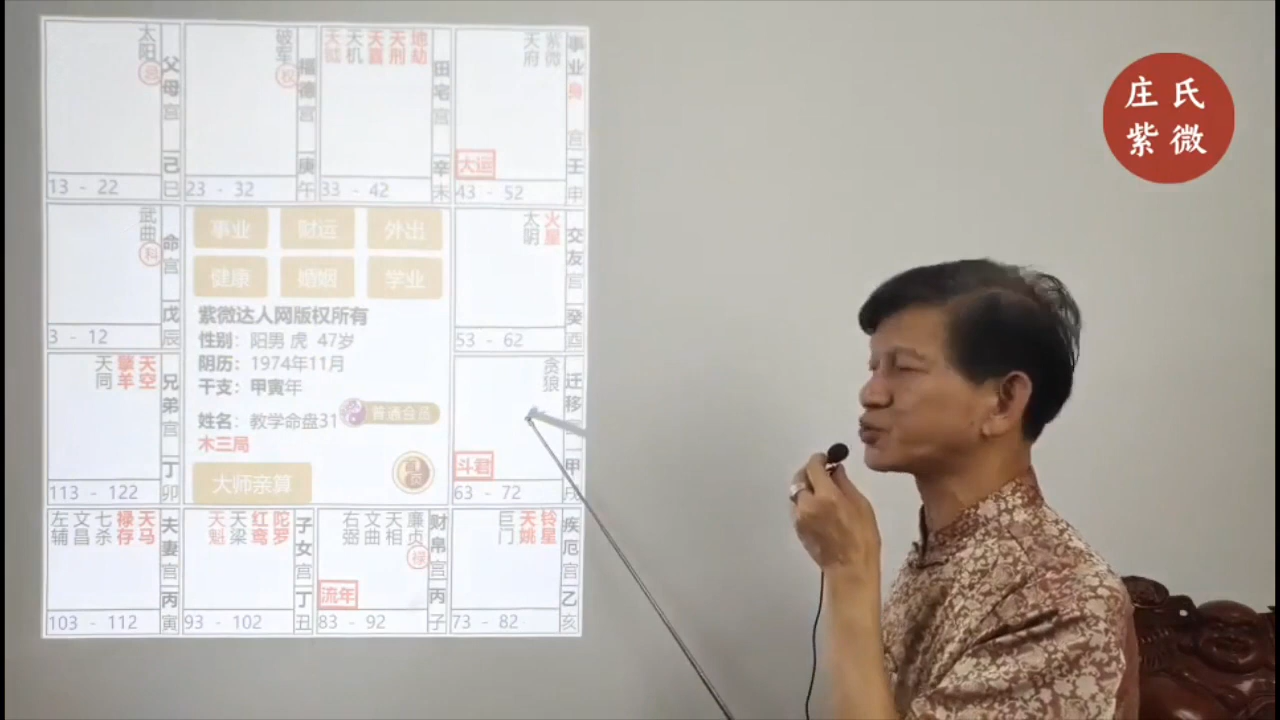 庄氏
紫微
太阳
忌
父母宫
己巳
13 - 22
破军
权
福德宫
庚午
23 - 32
天钺
天机
天喜
天刑
地劫
田宅宫
辛未
33 - 42
天府
紫微
事业身宫
大运
壬申
43 - 52
武曲
科
命宫
戊辰
3 - 12
事业 财运 外出
健康 婚姻 学业
紫微达人网版权所有
性别: 阳男 虎 47岁
阴历: 1974年11月
干支: 甲寅年
姓名: 教学命盘31 普通会员
木三局
大师亲算
太阴
火星
交友宫
癸酉
53 - 62
天同
擎羊
天空
兄弟宫
丁卯
113 - 122
贪狼
迁移
斗君
甲戌
63 - 72
左辅
文昌
七杀
禄存
天马
夫妻宫
丙寅
103 - 112
天魁
天梁
红鸾
陀罗
子女宫
丁丑
93 - 102
右弼
文曲
天相
廉贞
禄
财帛宫
流年
丙子
83 - 92
巨门
天姚
铃星
疾厄宫
乙亥
73 - 82